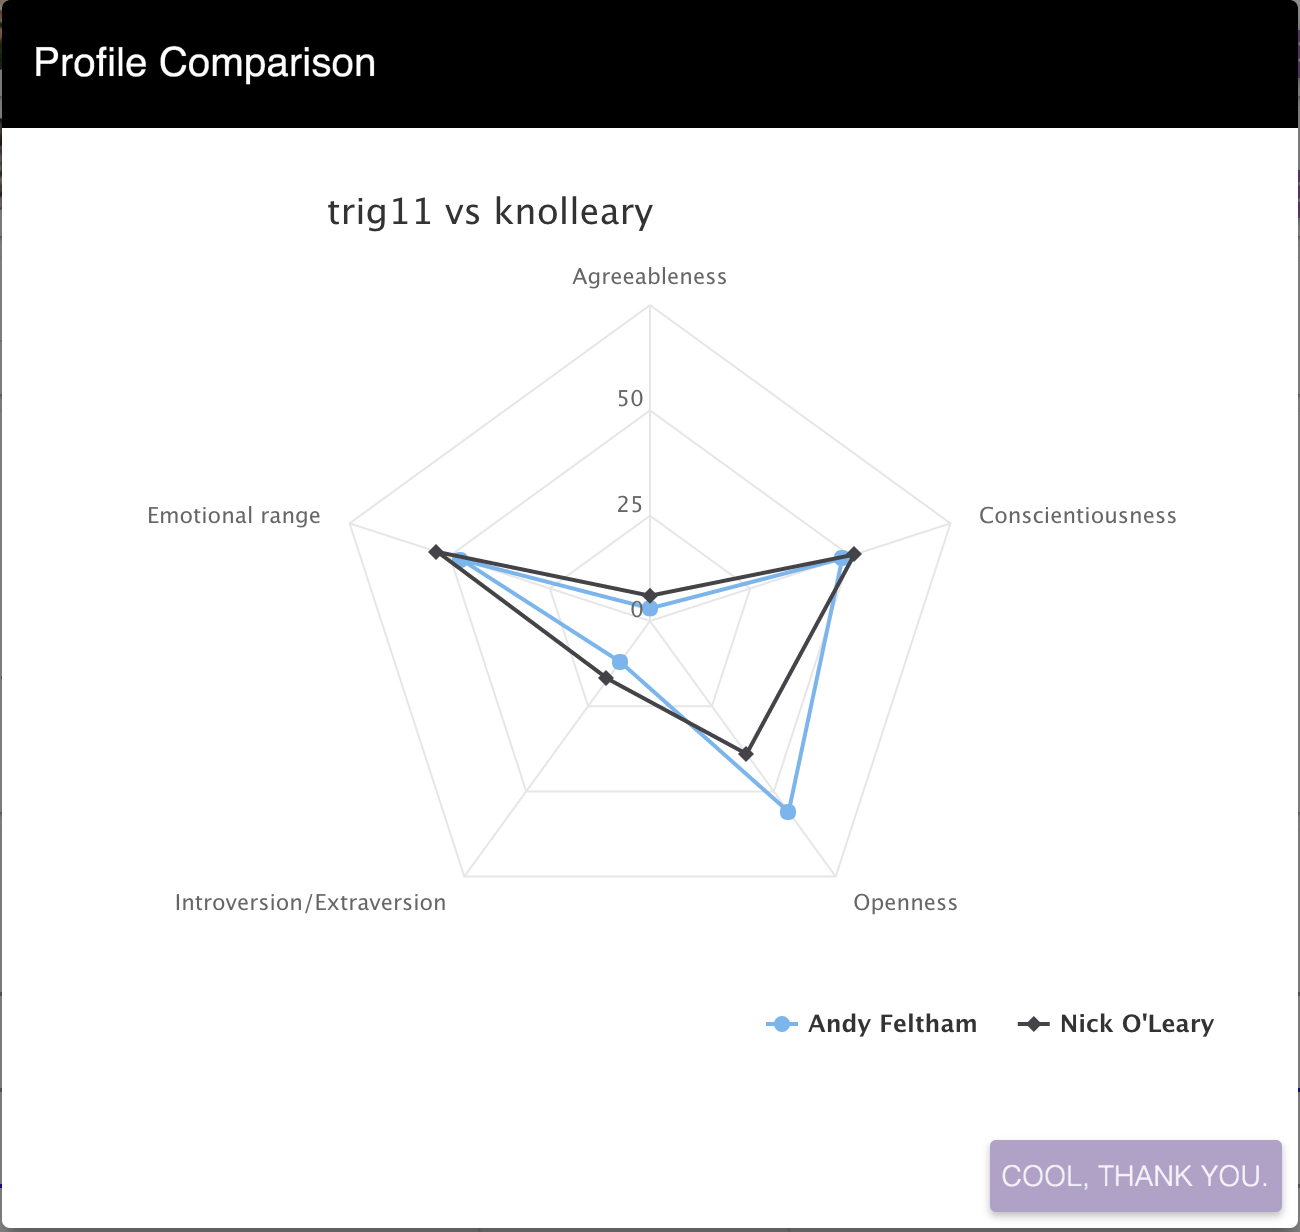 Profile Comparison
trig11 vs knolleary
Agreeableness
50
25
0
Emotional range
Conscientiousness
Introversion/Extraversion
Openness
Andy Feltham
Nick O'Leary
COOL, THANK YOU.